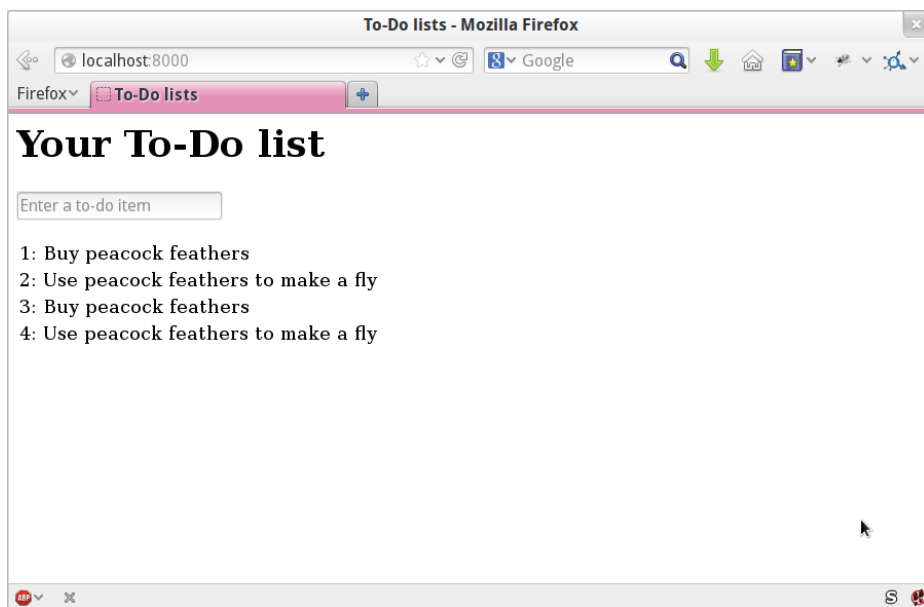 To-Do lists - Mozilla Firefox
localhost:8000
8 Google
Firefox To-Do lists
Your To-Do list
Enter a to-do item
1: Buy peacock feathers
2: Use peacock feathers to make a fly
3: Buy peacock feathers
4: Use peacock feathers to make a fly
ABP S